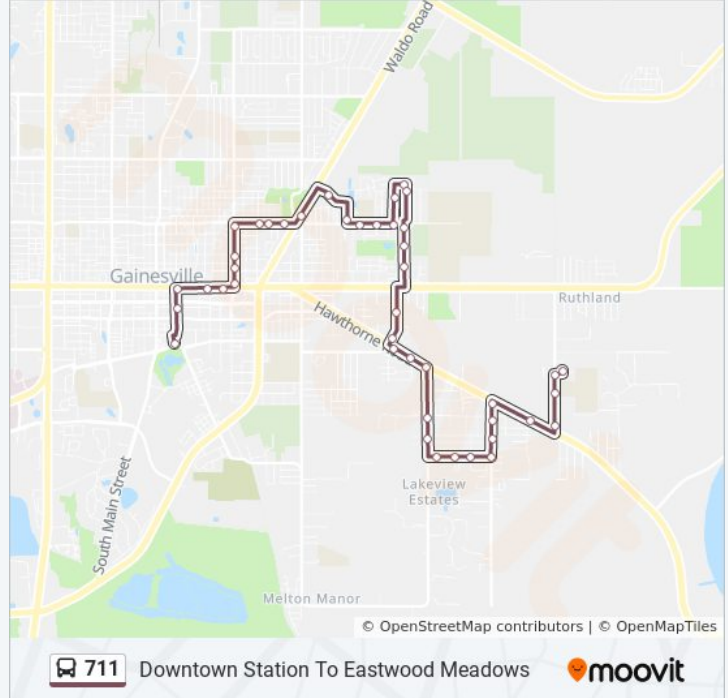 Waldo Road
Gainesville
Ruthland
Hawthorne
Lakeview
Estates
South Main Street
Melton Manor
© OpenStreetMap contributors | © OpenMapTiles
711 Downtown Station To Eastwood Meadows
moovit